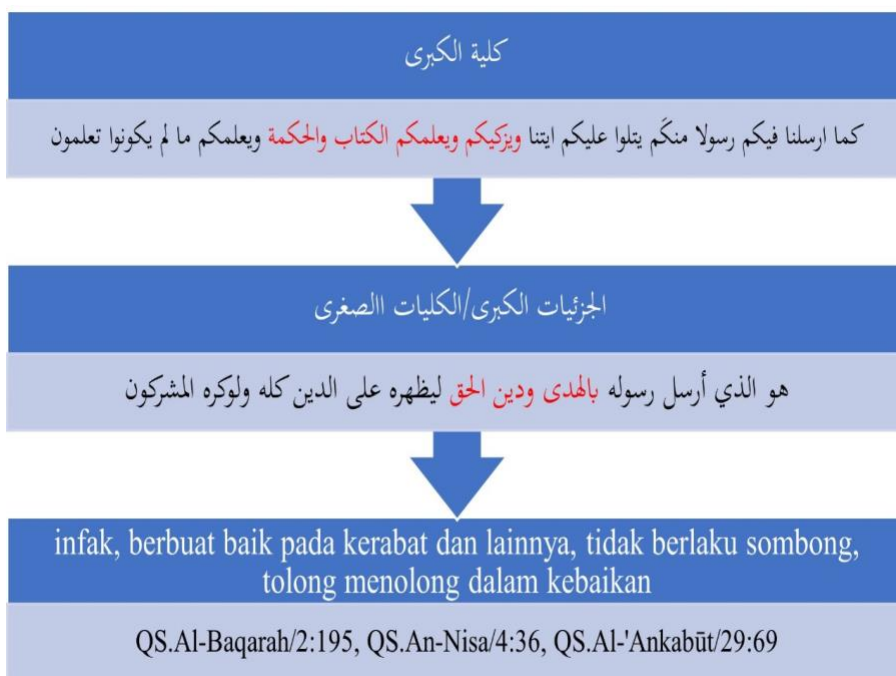 كلية الكبرى
كما ارسلنا فيكم رسولا منكَم يتلوا عليكم ايتنا ويزكيكم ويعلمكم الكتاب والحكمة ويعلمكم ما لم يكونوا تعلمون
الجزئيات الكبرى/الكليات االصغرى
هو الذي أرسل رسوله بالهدى ودين الحق ليظهره على الدين كله ولوكره المشركون
infak, berbuat baik pada kerabat dan lainnya, tidak berlaku sombong,
tolong menolong dalam kebaikan
QS.Al-Baqarah/2:195, QS.An-Nisa/4:36, QS.Al-'Ankabūt/29:69